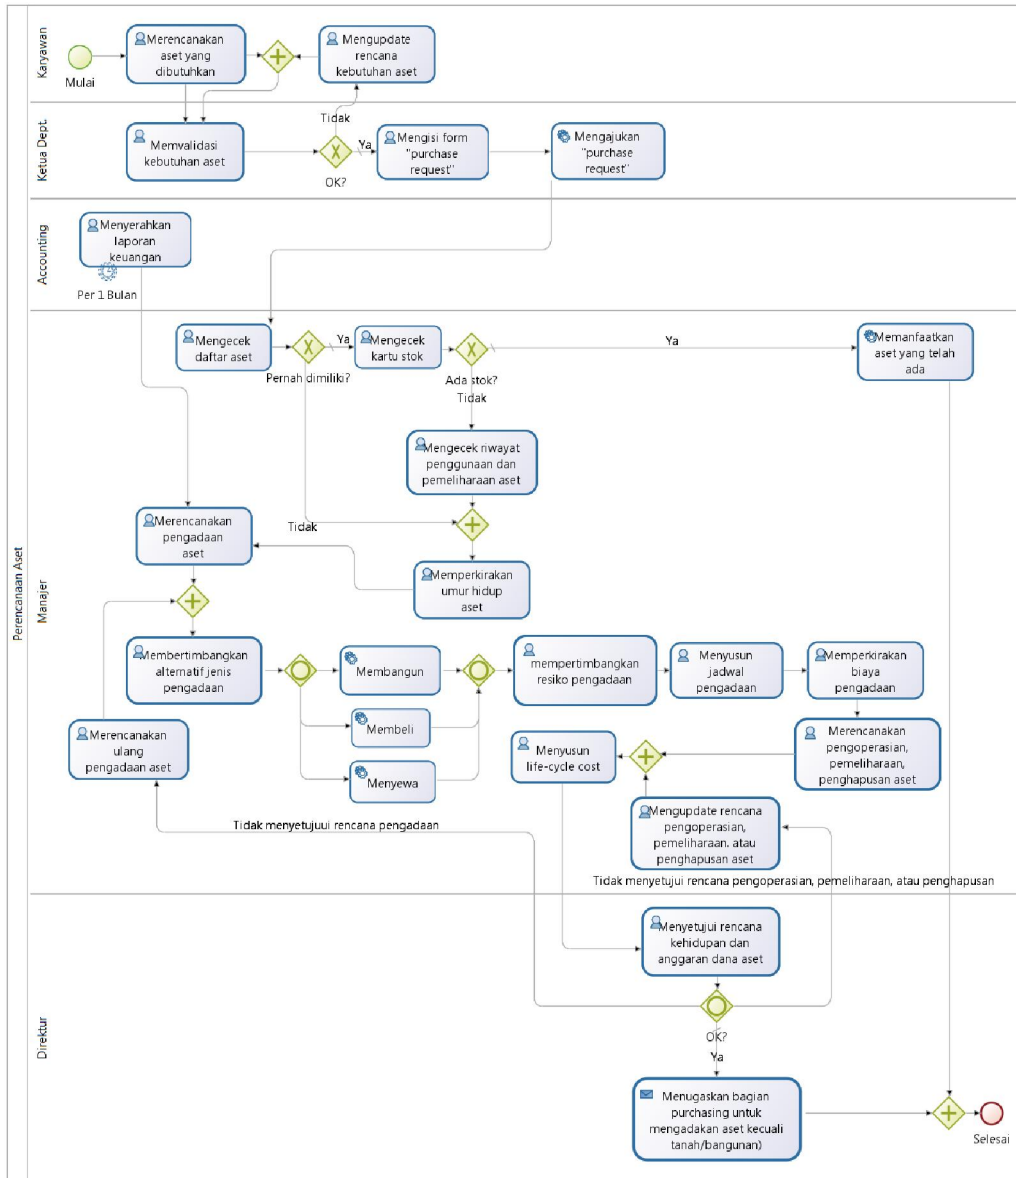 Perencanaan Aset
Karyawan
Mulai
Merencanakan
aset yang
dibutuhkan
Mengupdate
rencana
kebutuhan aset
Ketua Dept.
Memvalidasi
kebutuhan aset
Tidak
OK?
Ya
Mengisi form
"purchase
request"
Mengajukan
"purchase
request"
Accounting
Menyerahkan
laporan
keuangan
Per 1 Bulan
Manajer
Mengecek
daftar aset
Pernah dimiliki?
Ya
Mengecek
kartu stok
Ada stok?
Tidak
Ya
Memanfaatkan
aset yang telah
ada
Mengecek riwayat
penggunaan dan
pemeliharaan aset
Tidak
Merencanakan
pengadaan
aset
Memperkirakan
umur hidup
aset
Membertimbangkan
alternatif jenis
pengadaan
Membangun
Membeli
Menyewa
mempertimbangkan
resiko pengadaan
Menyusun
jadwal
pengadaan
Memperkirakan
biaya
pengadaan
Merencanakan
ulang
pengadaan aset
Menyusun
life-cycle cost
Merencanakan
pengoperasian,
pemeliharaan,
penghapusan aset
Mengupdate rencana
pengoperasian,
pemeliharaan. atau
penghapusan aset
Tidak menyetujuui rencana pengadaan
Tidak menyetujui rencana pengoperasian, pemeliharaan, atau penghapusan
Direktur
Menyetujui rencana
kehidupan dan
anggaran dana aset
OK?
Ya
Menugaskan bagian
purchasing untuk
mengadakan aset kecuali
tanah/bangunan)
Selesai